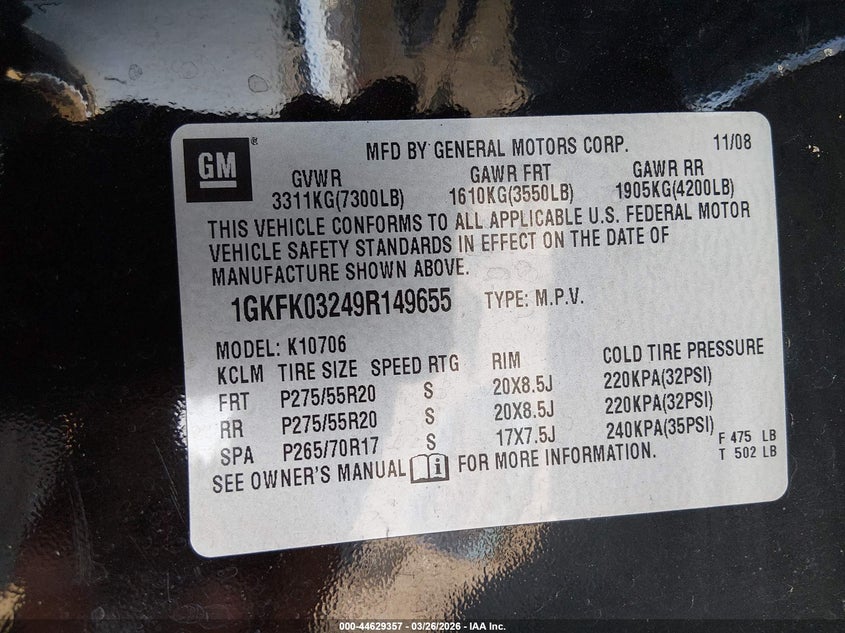 GM ® MFD BY GENERAL MOTORS CORP. 11/08
GVWR GAWR FRT GAWR RR
3311KG(7300LB) 1610KG(3550LB) 1905KG(4200LB)
THIS VEHICLE CONFORMS TO ALL APPLICABLE U.S. FEDERAL MOTOR
VEHICLE SAFETY STANDARDS IN EFFECT ON THE DATE OF
MANUFACTURE SHOWN ABOVE.
1GKFK03249R149655 TYPE: M.P.V.
MODEL: K10706
KCLM TIRE SIZE SPEED RTG RIM COLD TIRE PRESSURE
FRT P275/55R20 S 20X8.5J 220KPA(32PSI)
RR P275/55R20 S 20X8.5J 220KPA(32PSI)
SPA P265/70R17 S 17X7.5J 240KPA(35PSI)
SEE OWNER'S MANUAL FOR MORE INFORMATION.
F 475 LB
T 502 LB
000-44629357 - 03/26/2026 - IAA Inc.